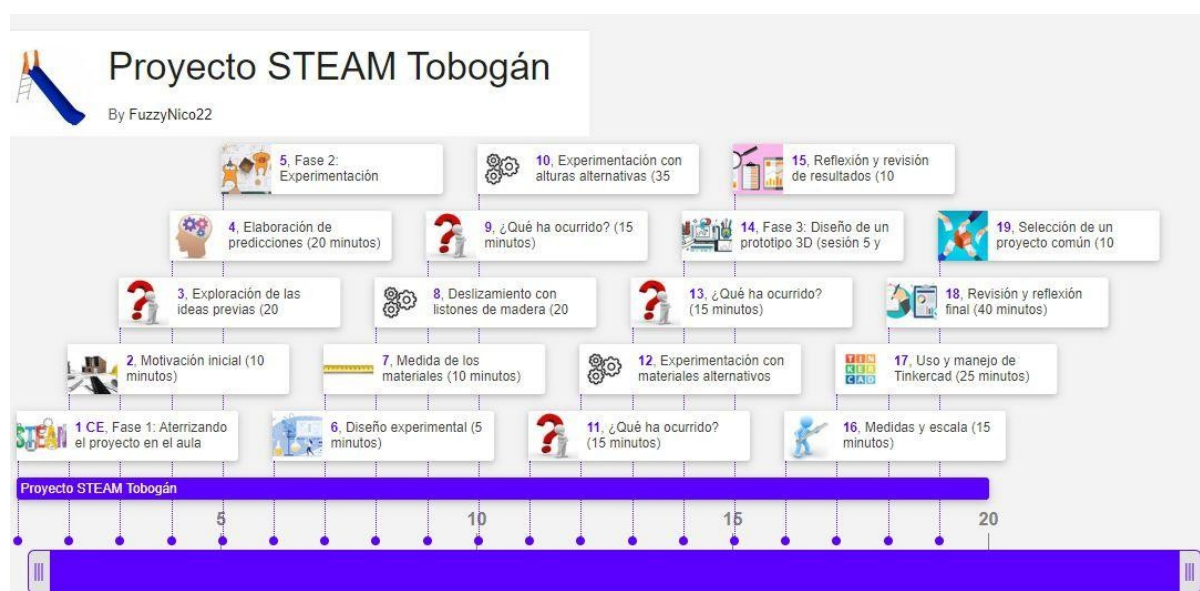 Proyecto STEAM Tobogán
By FuzzyNico22
5, Fase 2:
Experimentación
10, Experimentación con
alturas alternativas (35
15, Reflexión y revisión
de resultados (10
4, Elaboración de
predicciones (20 minutos)
9, ¿Qué ha ocurrido? (15
minutos)
14, Fase 3: Diseño de un
prototipo 3D (sesión 5 y
19, Selección de un
proyecto común (10
3, Exploración de las
ideas previas (20
8, Deslizamiento con
listones de madera (20
13, ¿Qué ha ocurrido?
(15 minutos)
18, Revisión y reflexión
final (40 minutos)
2, Motivación inicial (10
minutos)
7, Medida de los
materiales (10 minutos)
12, Experimentación con
materiales alternativos
TIN
KER
CAD
17, Uso y manejo de
Tinkercad (25 minutos)
STEAM
1 CE, Fase 1: Aterrizando
el proyecto en el aula
6, Diseño experimental (5
minutos)
11, ¿Qué ha ocurrido?
(15 minutos)
16, Medidas y escala (15
minutos)
Proyecto STEAM Tobogán
5
10
15
20